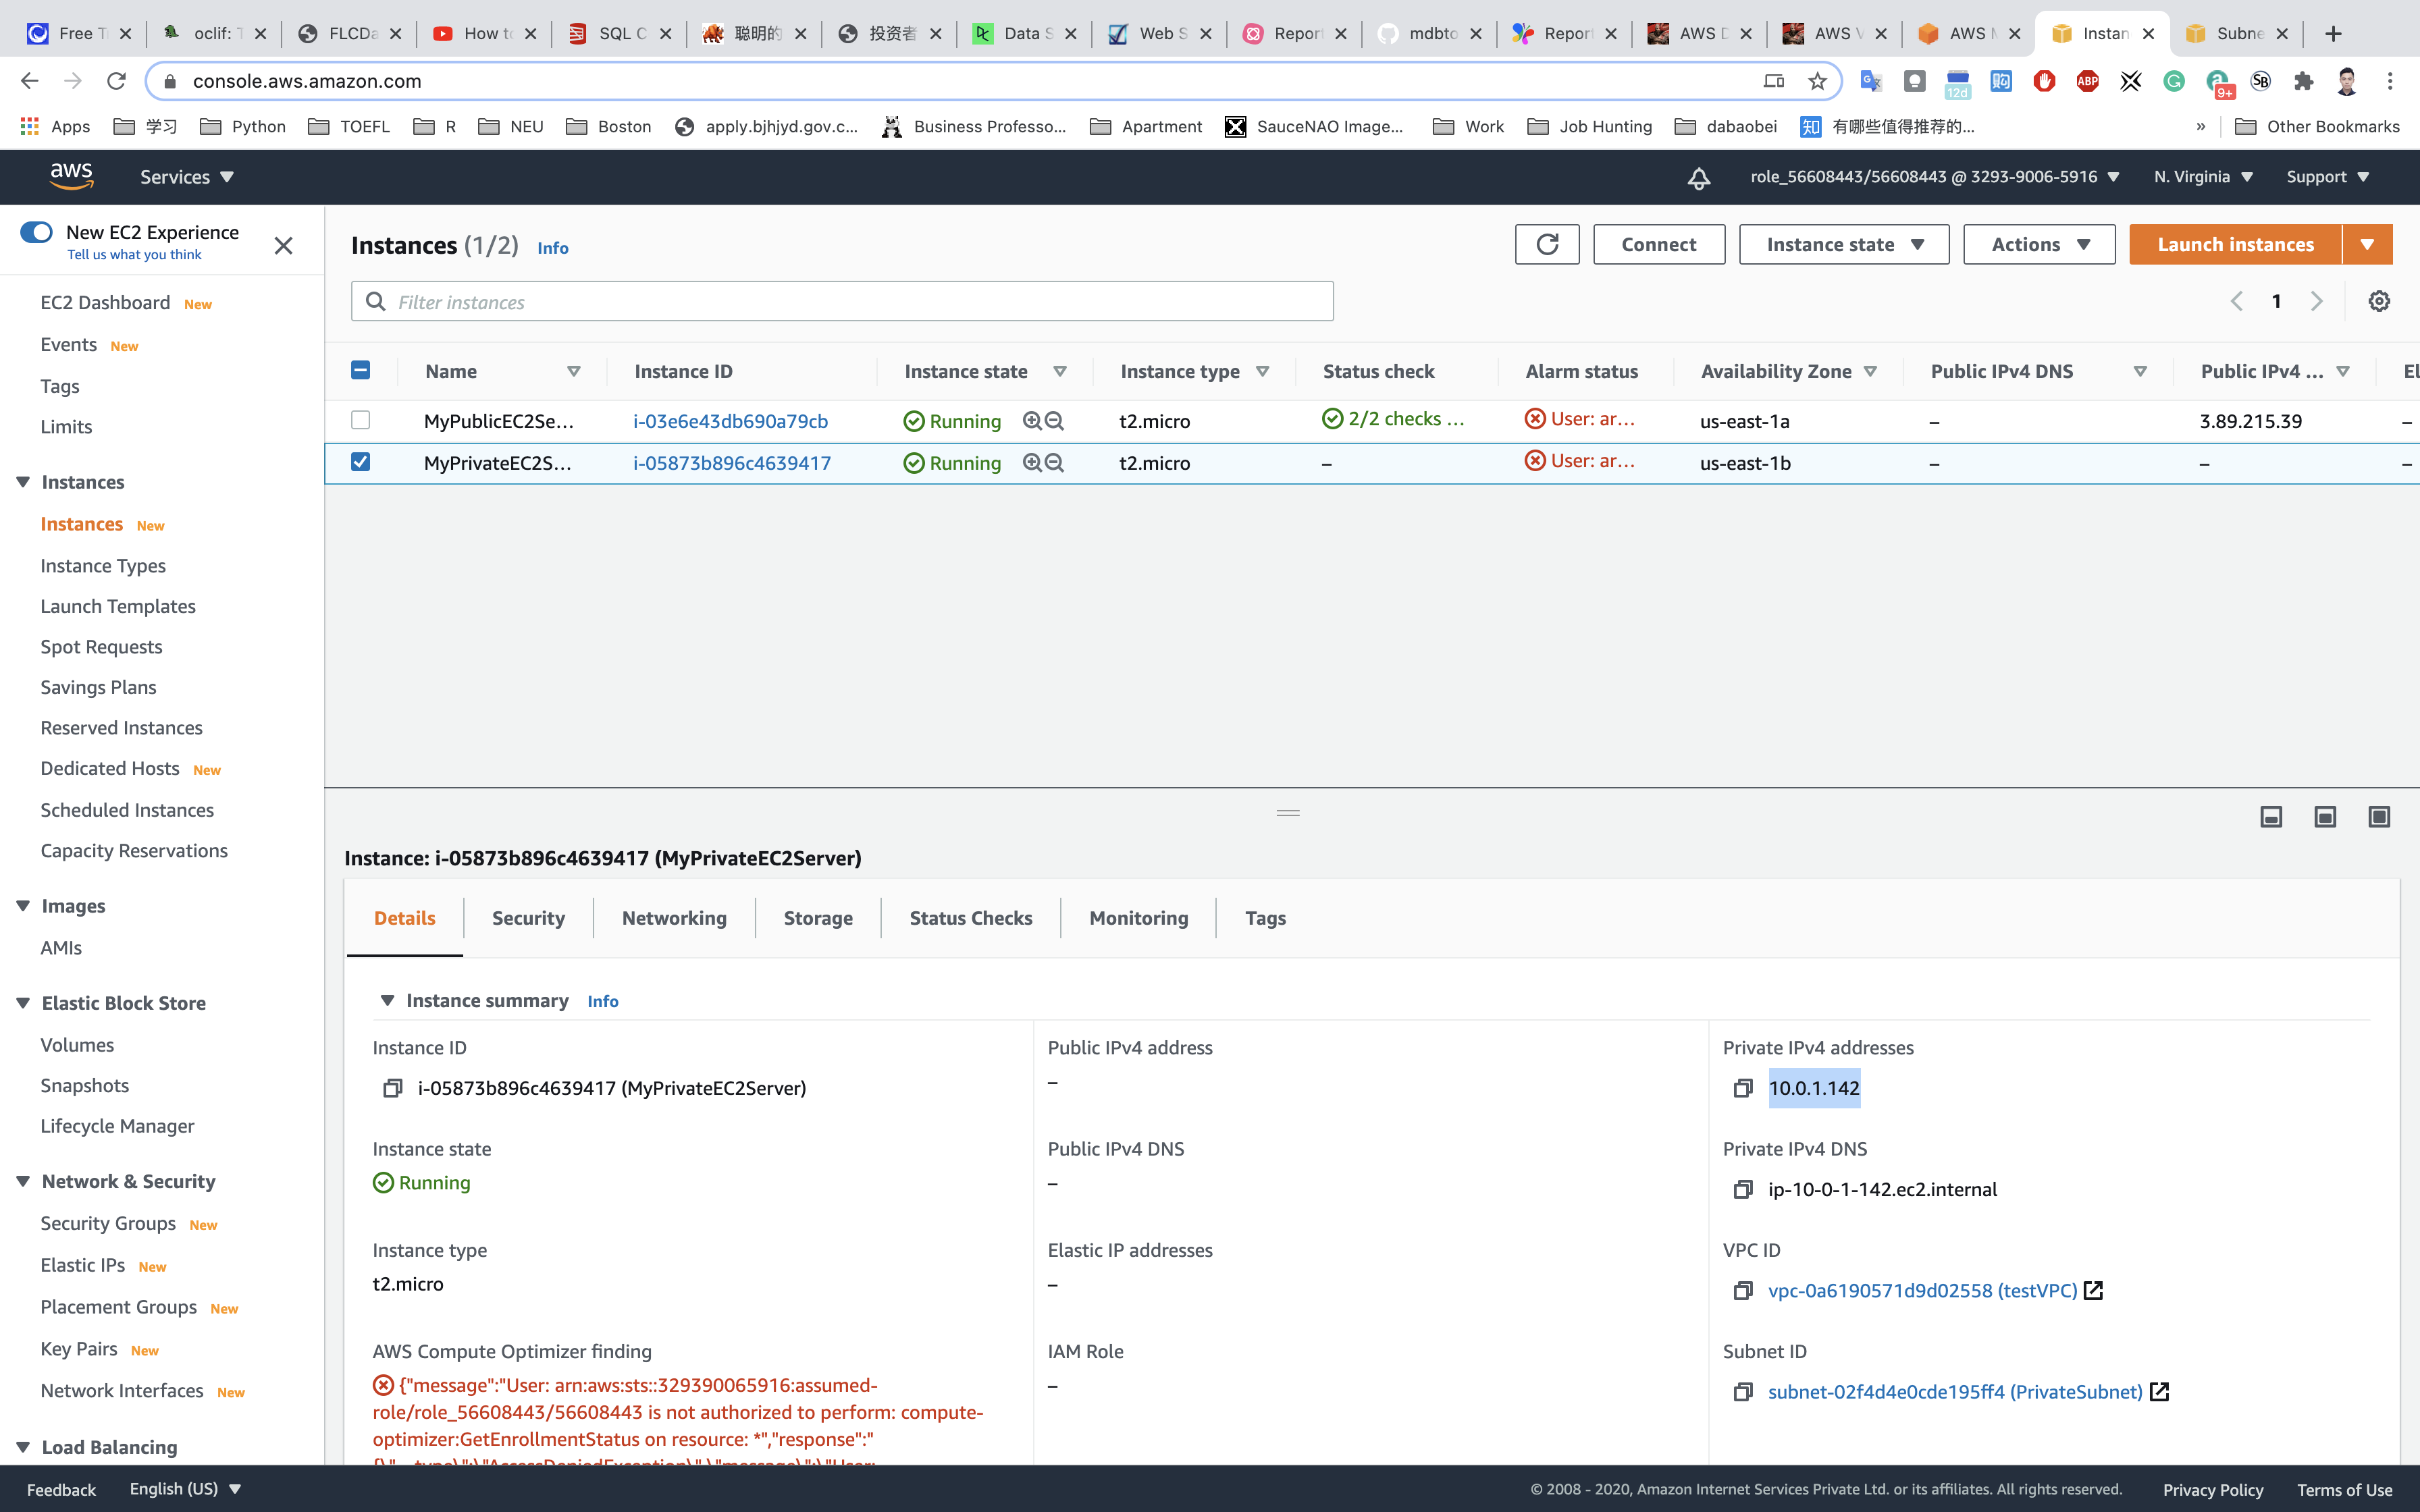 Free T oclif: T FLCDa How to SQL C 聪明的 投资者 Data S Web S Report mdbto Report AWS D AWS V AWS M Instan Subne
console.aws.amazon.com
12d ABP 9+ SB
Apps 学习 Python TOEFL R NEU Boston apply.bjhjyd.gov.c... Business Professo... Apartment SauceNAO Image... Work Job Hunting dabaobei 有哪些值得推荐的... » Other Bookmarks
aws Services role_56608443/56608443 @ 3293-9006-5916 N. Virginia Support
New EC2 Experience
Tell us what you think
EC2 Dashboard New
Events New
Tags
Limits
Instances
Instances New
Instance Types
Launch Templates
Spot Requests
Savings Plans
Reserved Instances
Dedicated Hosts New
Scheduled Instances
Capacity Reservations
Images
AMIs
Elastic Block Store
Volumes
Snapshots
Lifecycle Manager
Network & Security
Security Groups New
Elastic IPs New
Placement Groups New
Key Pairs New
Network Interfaces New
Load Balancing
Instances (1/2) Info Connect Instance state Actions Launch instances
Filter instances 1
Name Instance ID Instance state Instance type Status check Alarm status Availability Zone Public IPv4 DNS Public IPv4 ... El
MyPublicEC2Se... i-03e6e43db690a79cb Running t2.micro 2/2 checks ... User: ar... us-east-1a – 3.89.215.39 –
MyPrivateEC2S... i-05873b896c4639417 Running t2.micro – User: ar... us-east-1b – – –
Instance: i-05873b896c4639417 (MyPrivateEC2Server)
Details Security Networking Storage Status Checks Monitoring Tags
Instance summary Info
Instance ID
i-05873b896c4639417 (MyPrivateEC2Server)
Public IPv4 address
–
Private IPv4 addresses
10.0.1.142
Instance state
Running
Public IPv4 DNS
–
Private IPv4 DNS
ip-10-0-1-142.ec2.internal
Instance type
t2.micro
Elastic IP addresses
–
VPC ID
vpc-0a6190571d9d02558 (testVPC)
AWS Compute Optimizer finding
{"message":"User: arn:aws:sts::329390065916:assumed-
role/role_56608443/56608443 is not authorized to perform: compute-
optimizer:GetEnrollmentStatus on resource: *","response":"
{\"__type\":\"AccessDeniedException\",\"message\":\"User:
IAM Role
–
Subnet ID
subnet-02f4d4e0cde195ff4 (PrivateSubnet)
Feedback English (US) © 2008 - 2020, Amazon Internet Services Private Ltd. or its affiliates. All rights reserved. Privacy Policy Terms of Use